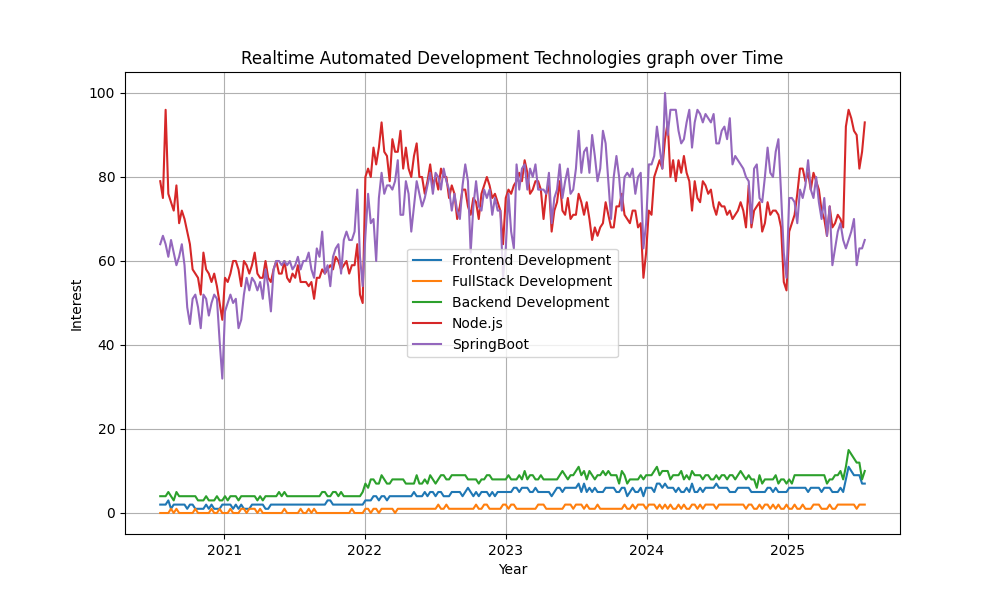 Realtime Automated Development Technologies graph over Time
100
80
60
40
20
0
Interest
Frontend Development
FullStack Development
Backend Development
Node.js
SpringBoot
2021
2022
2023
2024
2025
Year